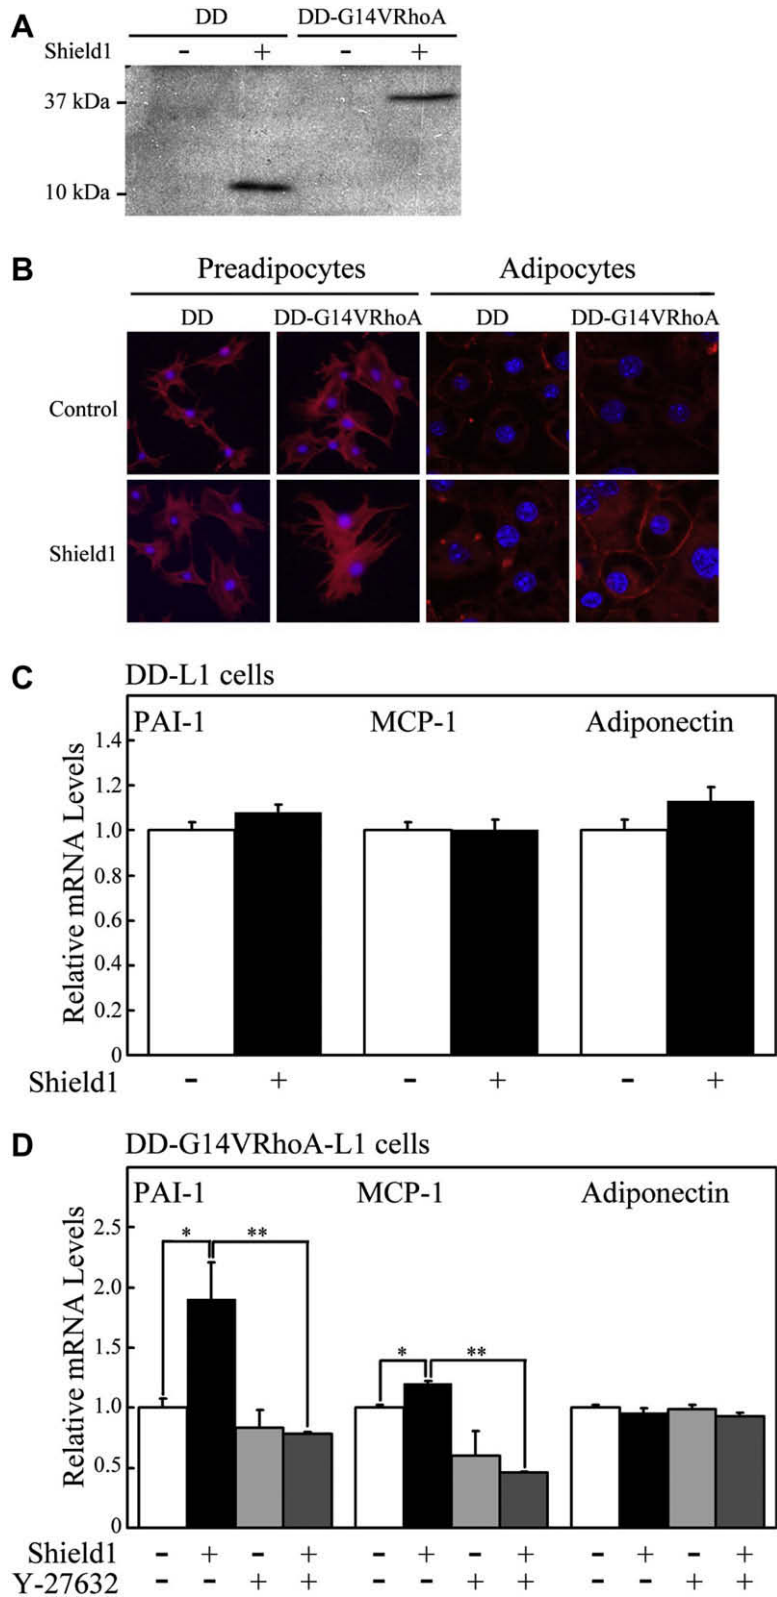 A
DD DD-G14VRhoA
Shield1 - + - +
37 kDa
10 kDa
B
Preadipocytes Adipocytes
DD DD-G14VRhoA DD DD-G14VRhoA
Control
Shield1
C DD-L1 cells
PAI-1 MCP-1 Adiponectin
Relative mRNA Levels
1.4
1.2
1.0
0.8
0.6
0.4
0.2
0
Shield1 - + - + - +
D DD-G14VRhoA-L1 cells
PAI-1 MCP-1 Adiponectin
Relative mRNA Levels
2.5
2.0
1.5
1.0
0.5
0
* **
* **
Shield1 - + - + - + - + - + - +
Y-27632 - - + + - - + + - - + +